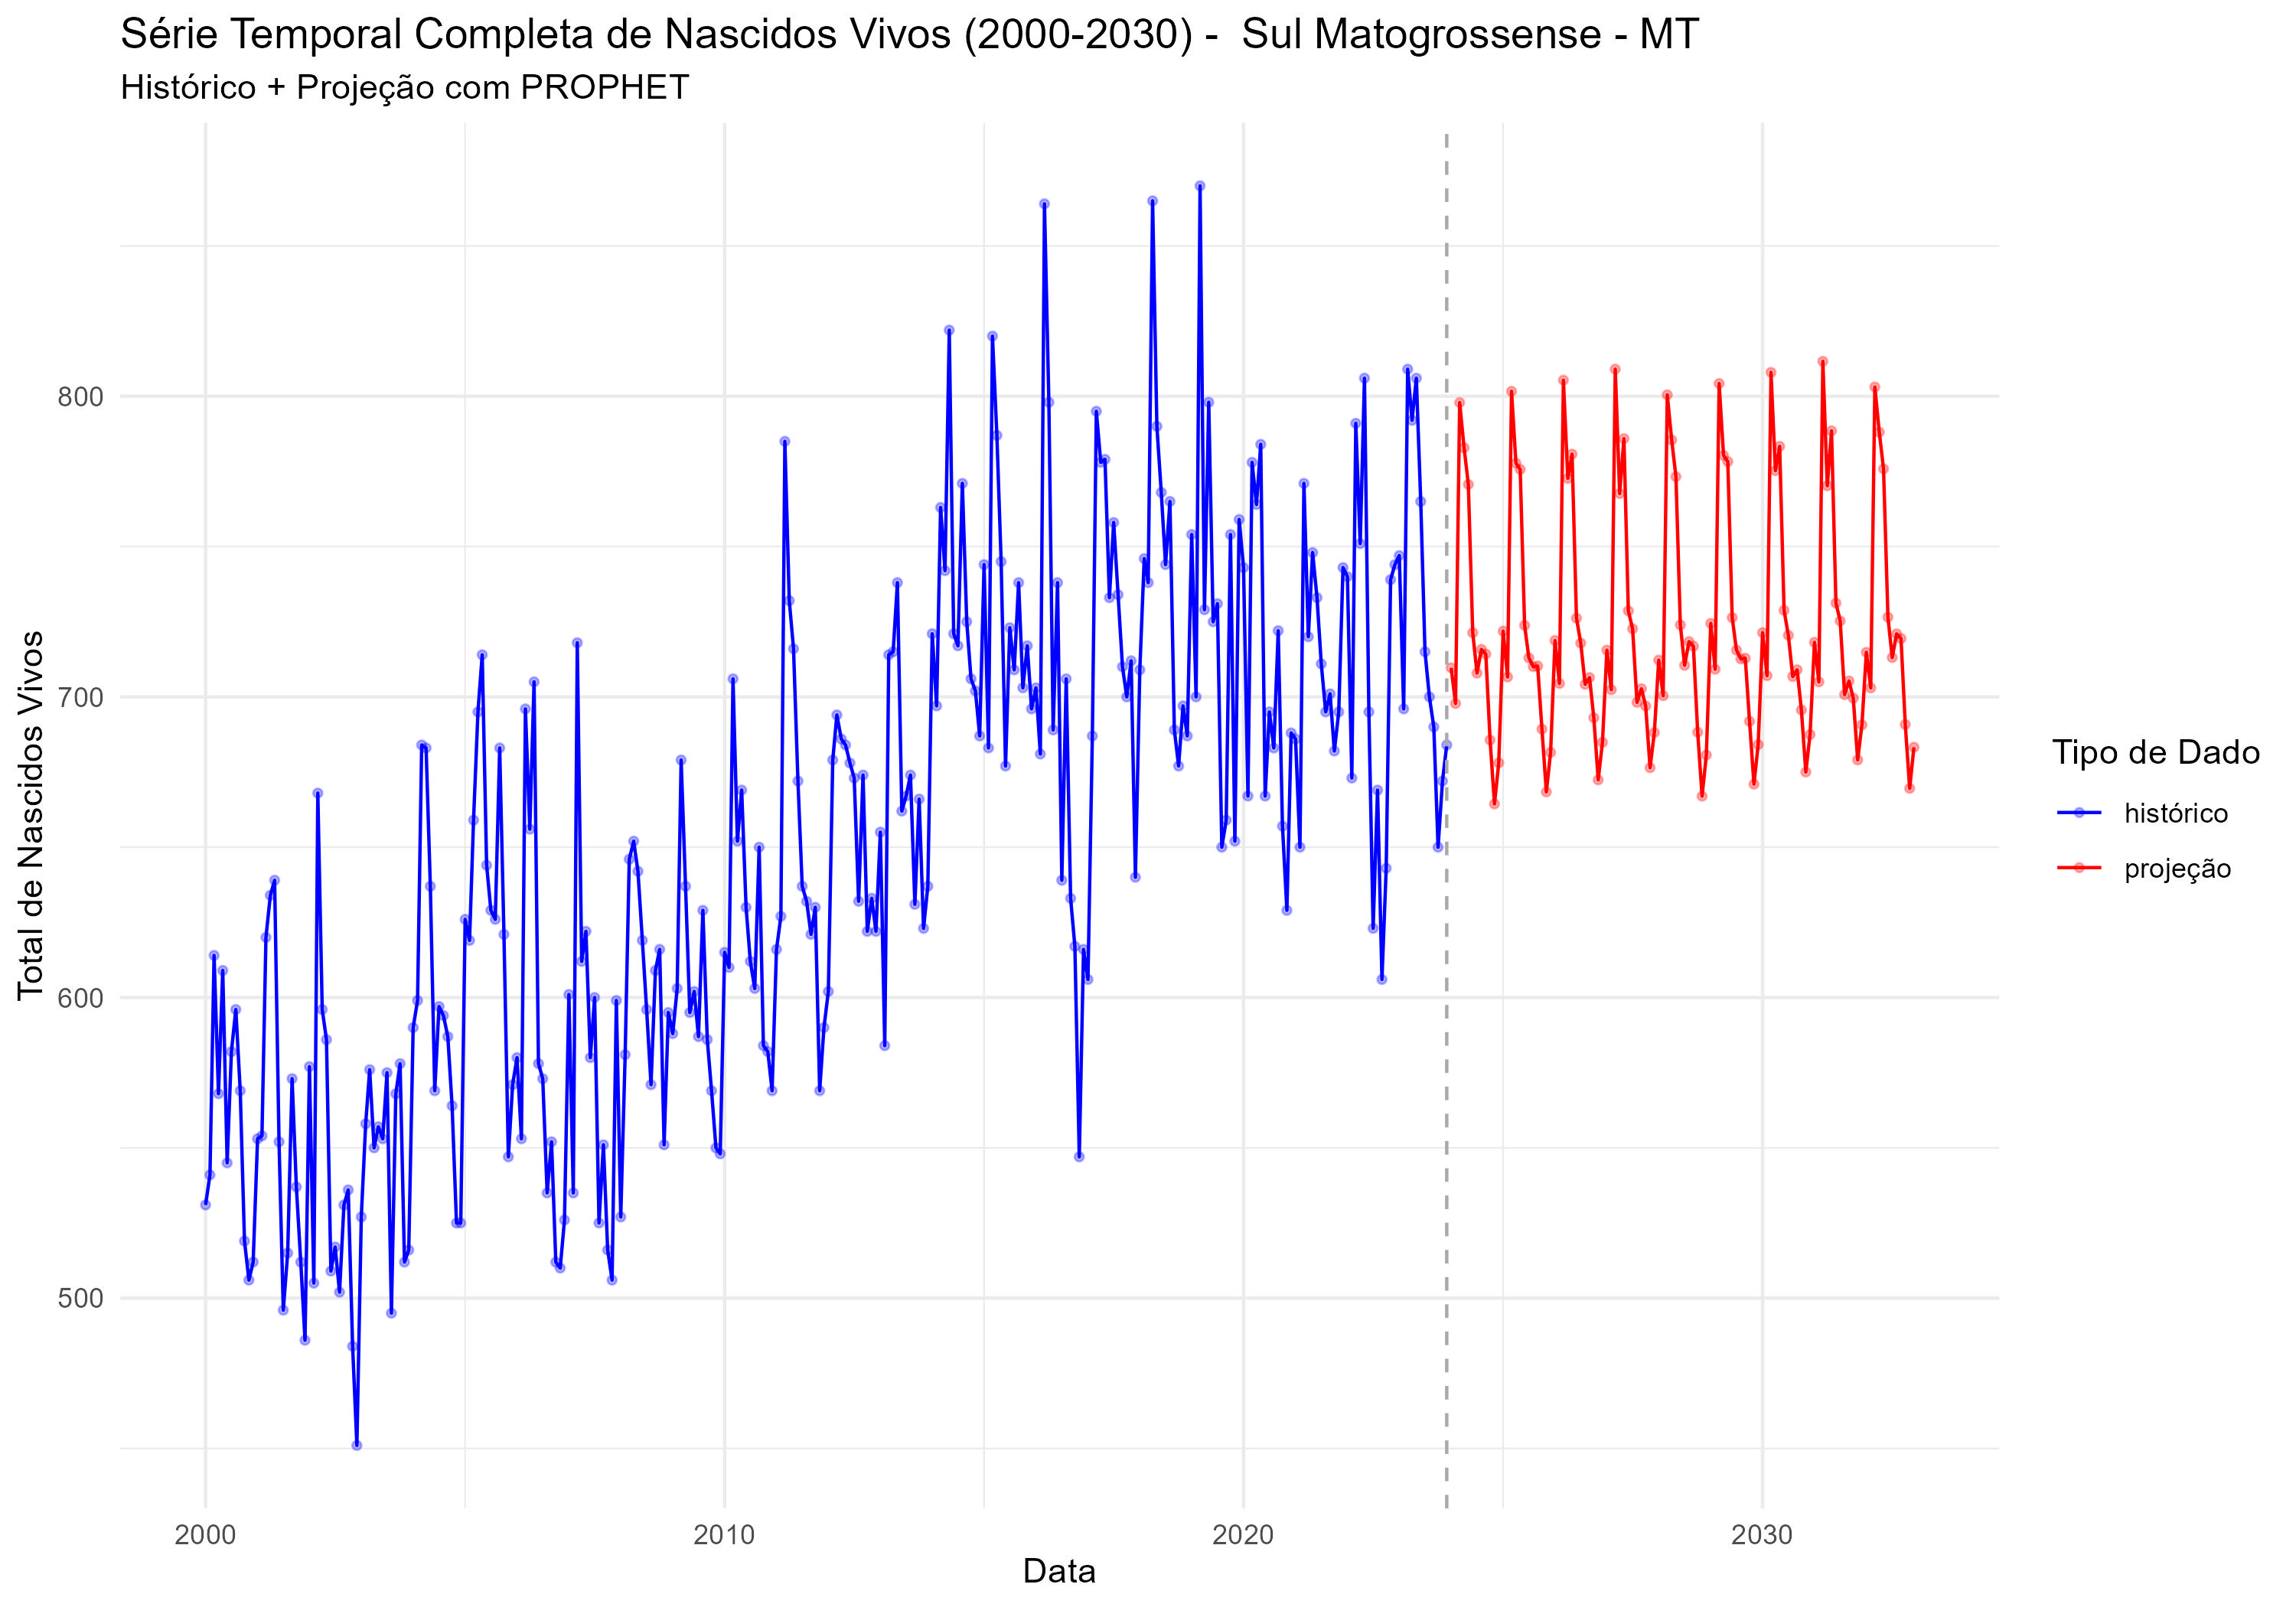 Série Temporal Completa de Nascidos Vivos (2000-2030) -  Sul Matogrossense - MT
Histórico + Projeção com PROPHET
Total de Nascidos Vivos
800
700
600
500
2000
2010
2020
2030
Data
Tipo de Dado
histórico
projeção